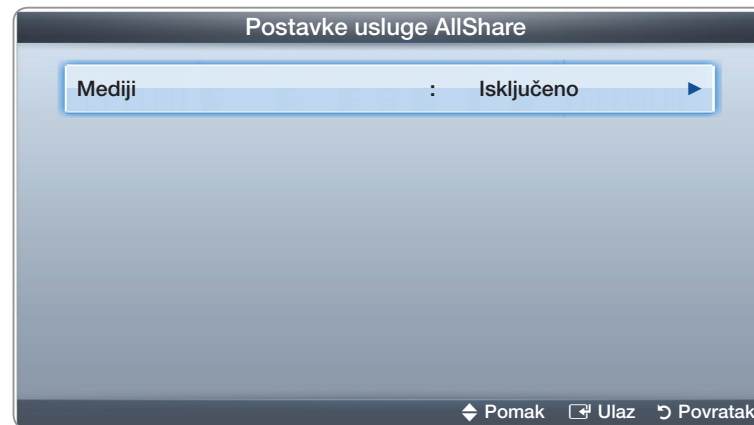 Postavke usluge AllShare
Mediji : Isključeno ►
Pomak Ulaz Povratak